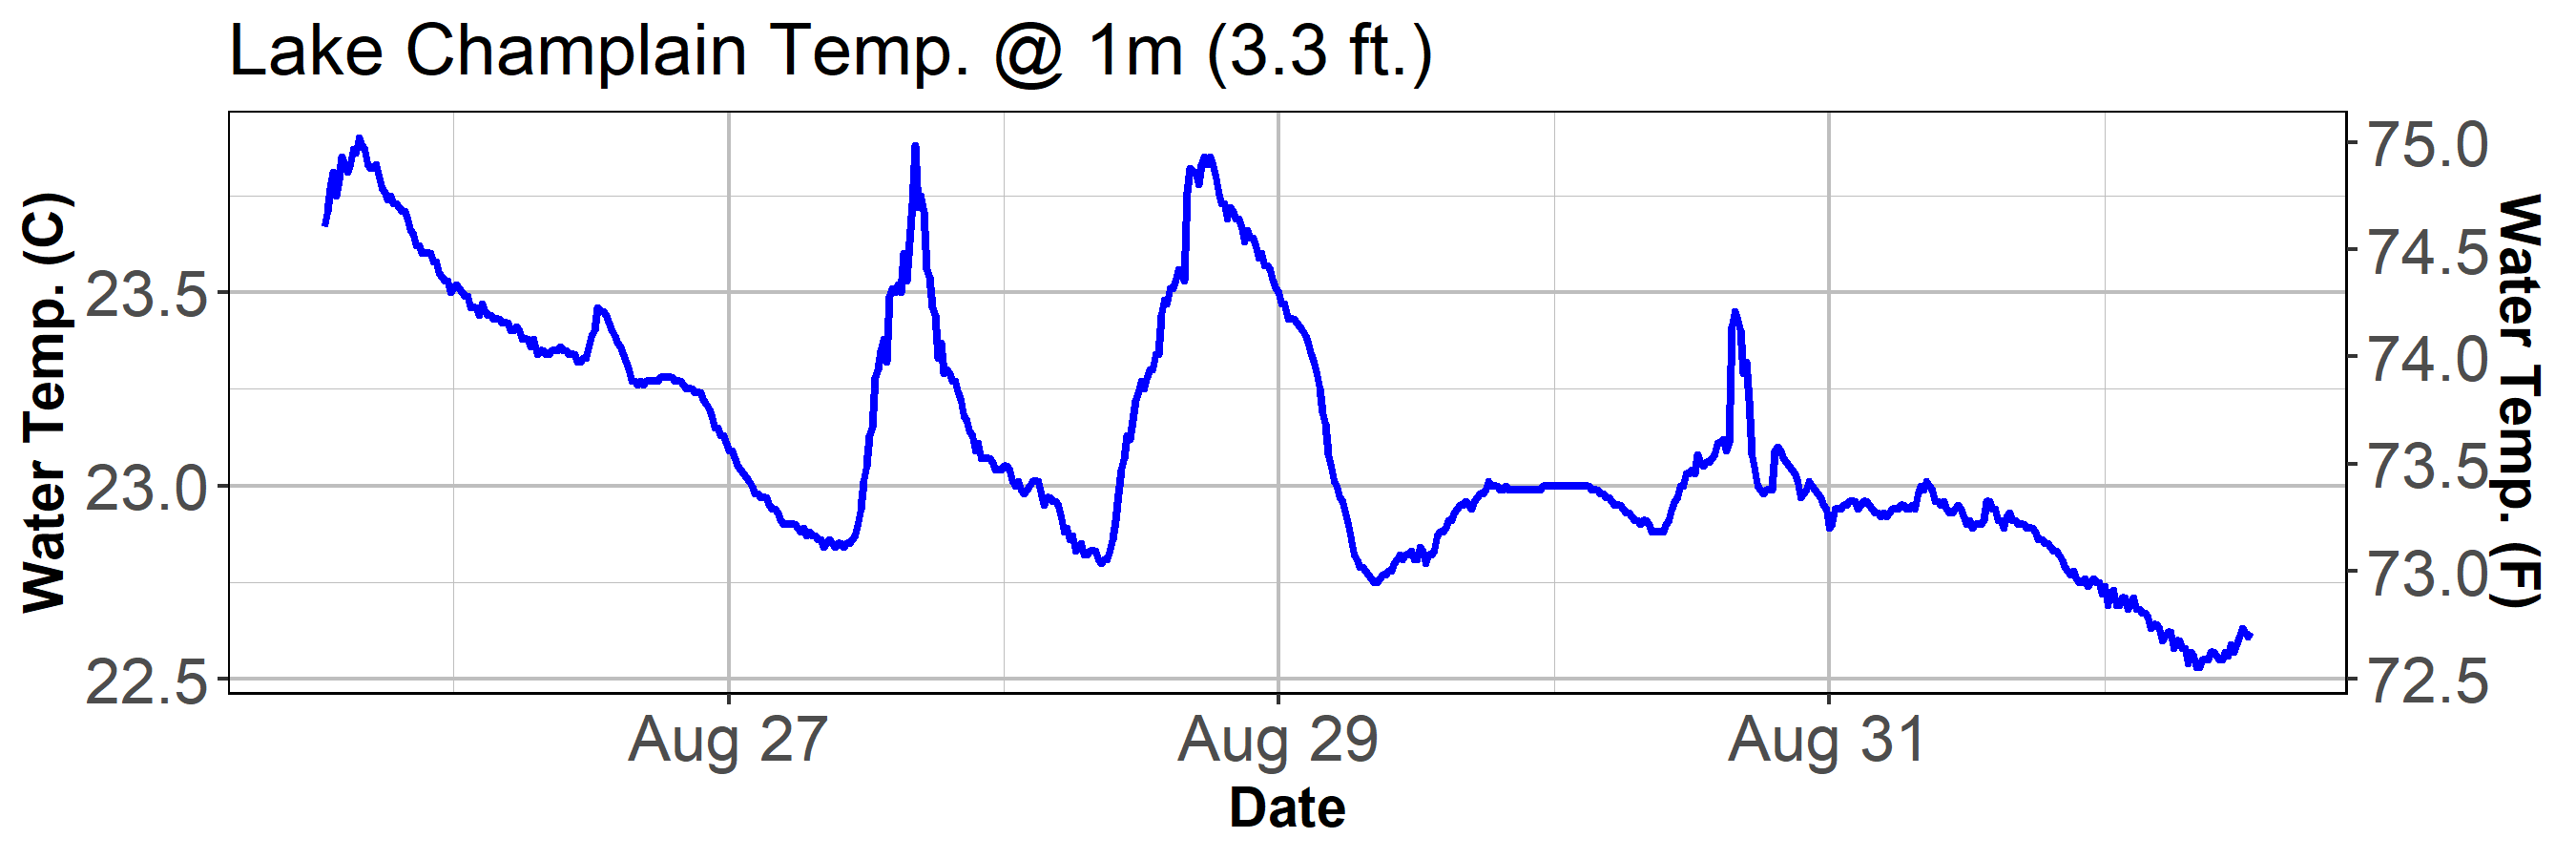 Lake Champlain Temp. @ 1m (3.3 ft.)
Water Temp. (C)
23.5
23.0
22.5
75.0
74.5
74.0
73.5
73.0
72.5
Water Temp. (F)
Aug 27
Aug 29
Aug 31
Date